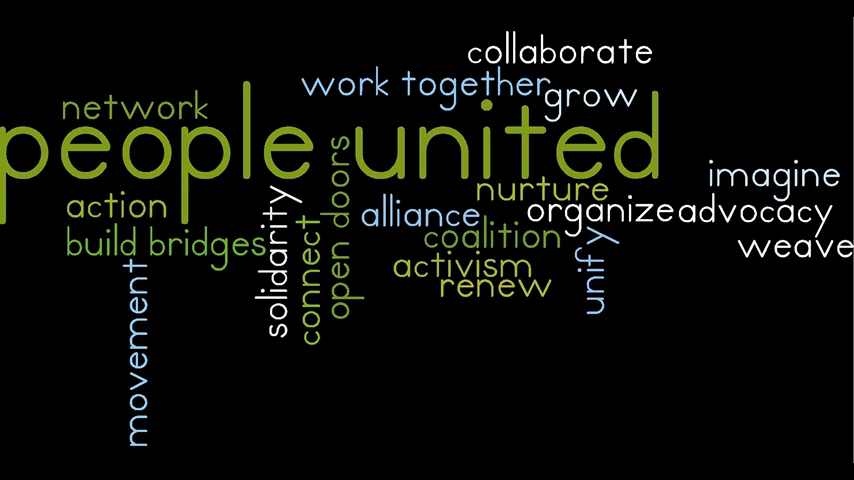 collaborate
work together
grow
network
people united
imagine
nurture
action
alliance
organize
advocacy
build bridges
coalition
weave
activism
renew
solidarity
connect
open doors
unify
movement